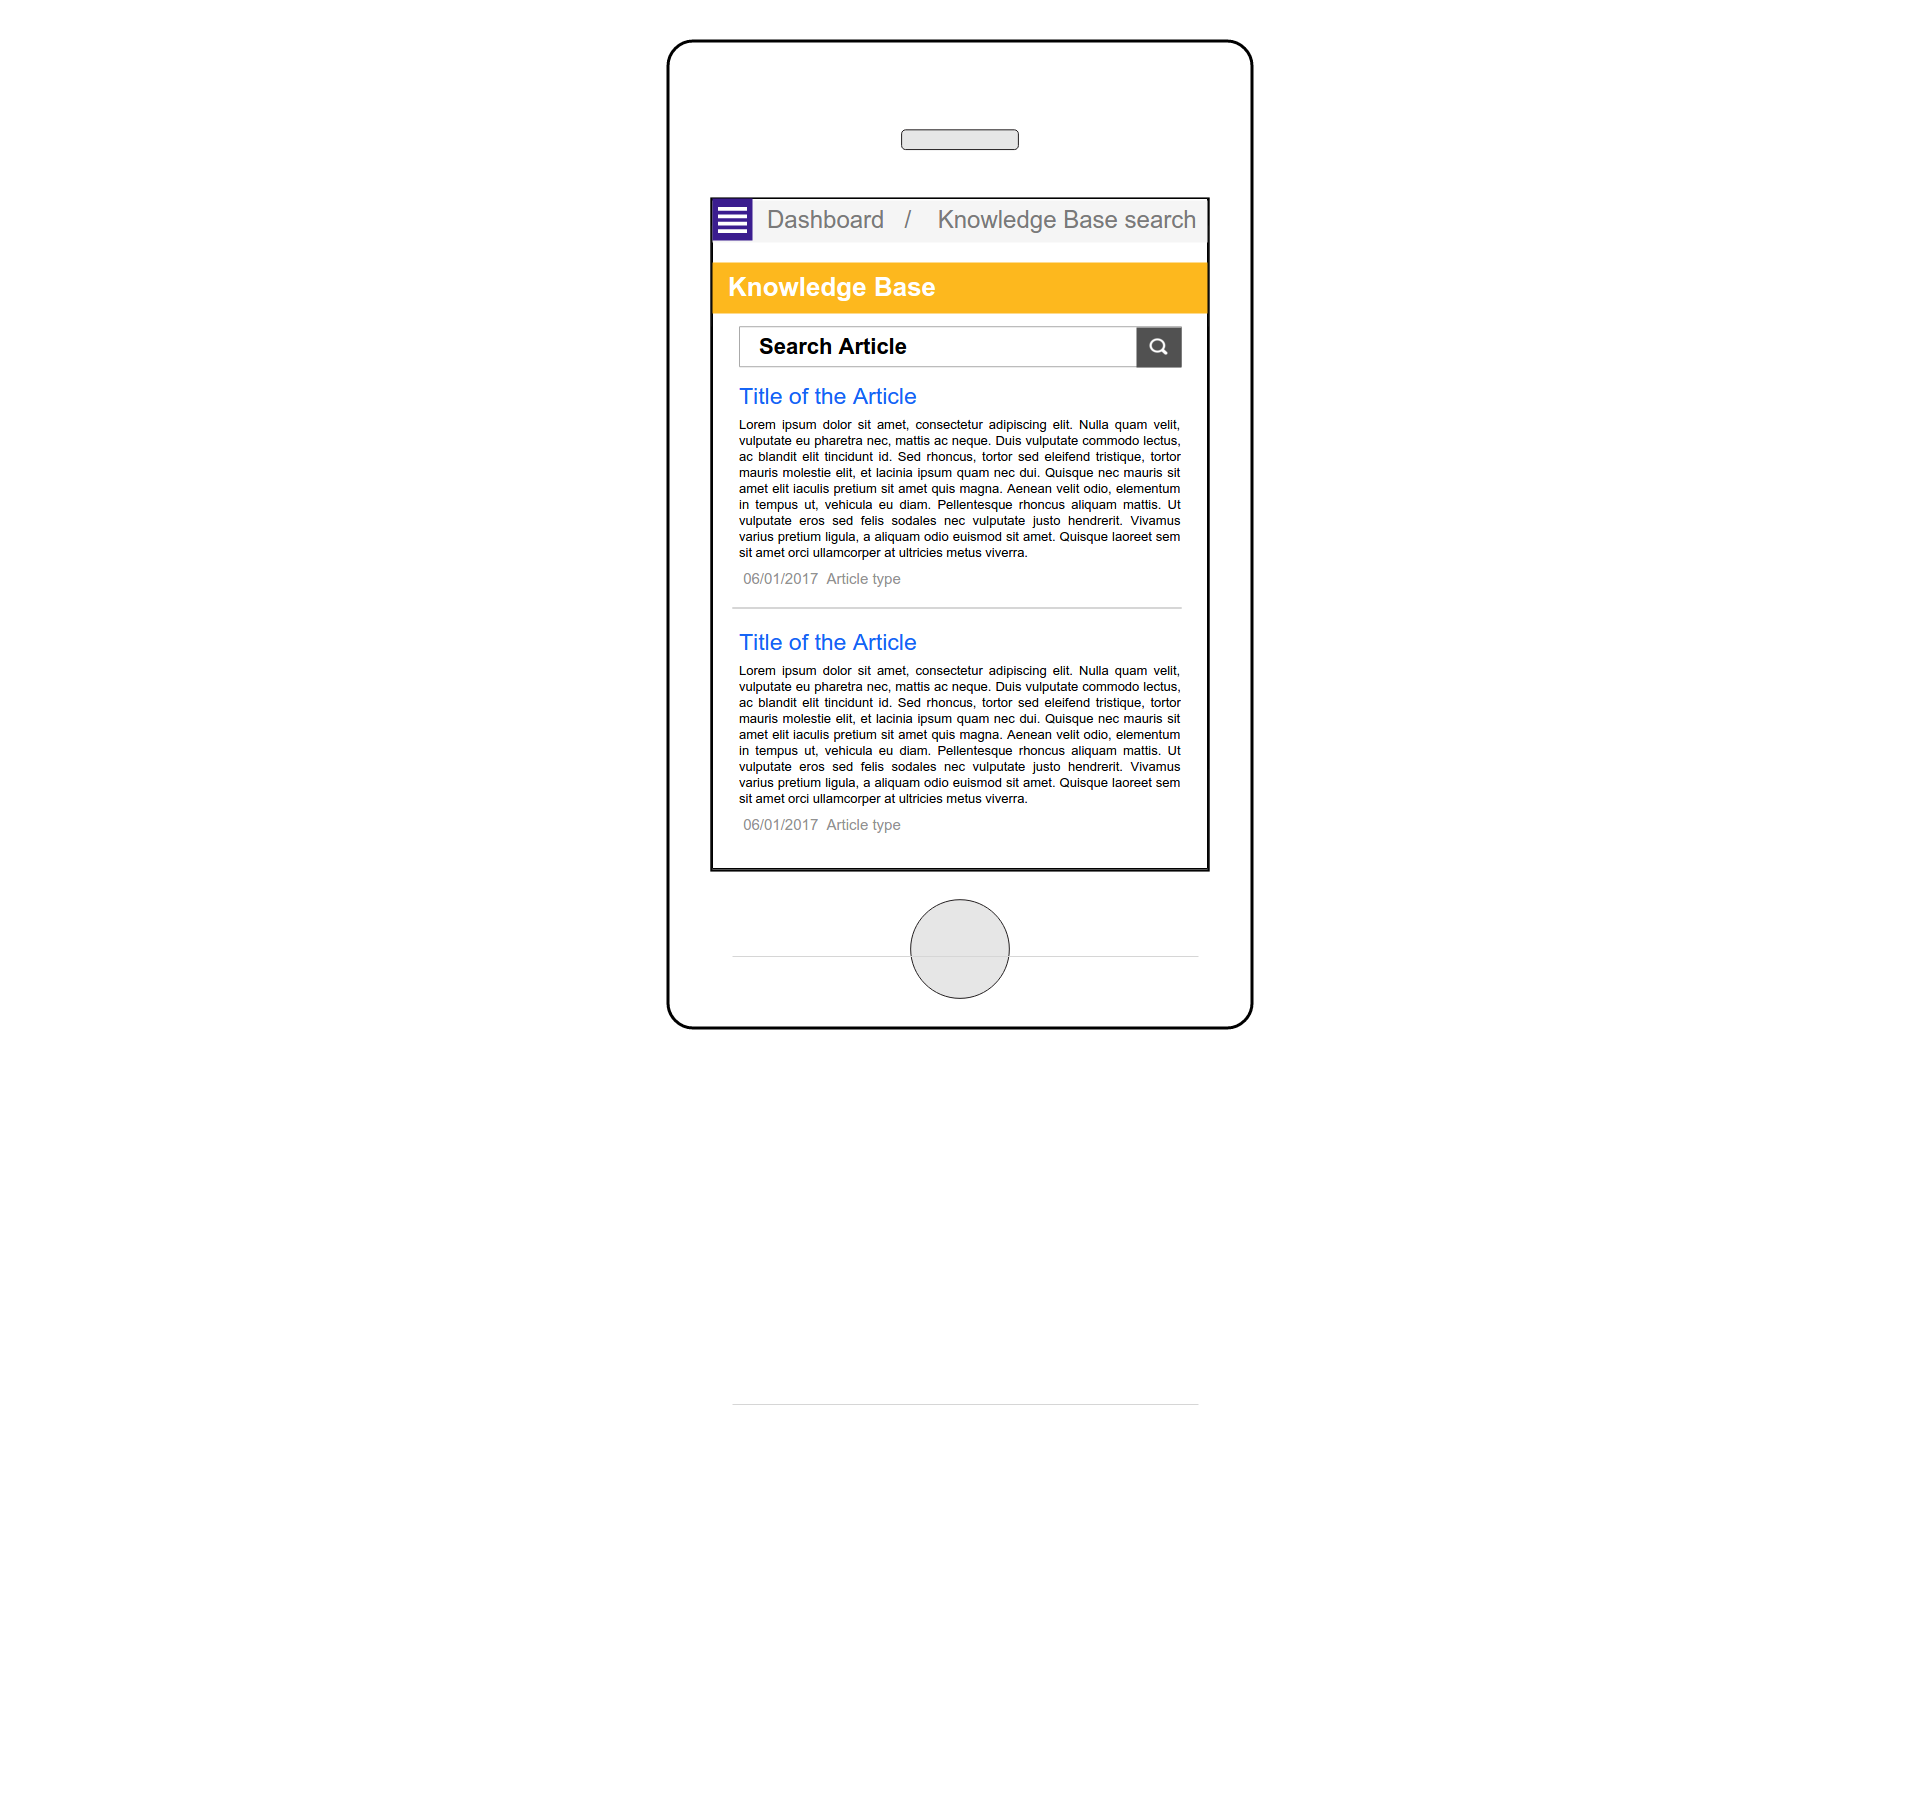 Dashboard / Knowledge Base search
Knowledge Base
Search Article
Title of the Article
Lorem ipsum dolor sit amet, consectetur adipiscing elit. Nulla quam velit,
vulputate eu pharetra nec, mattis ac neque. Duis vulputate commodo lectus,
ac blandit elit tincidunt id. Sed rhoncus, tortor sed eleifend tristique, tortor
mauris molestie elit, et lacinia ipsum quam nec dui. Quisque nec mauris sit
amet elit iaculis pretium sit amet quis magna. Aenean velit odio, elementum
in tempus ut, vehicula eu diam. Pellentesque rhoncus aliquam mattis. Ut
vulputate eros sed felis sodales nec vulputate justo hendrerit. Vivamus
varius pretium ligula, a aliquam odio euismod sit amet. Quisque laoreet sem
sit amet orci ullamcorper at ultricies metus viverra.
06/01/2017 Article type
Title of the Article
Lorem ipsum dolor sit amet, consectetur adipiscing elit. Nulla quam velit,
vulputate eu pharetra nec, mattis ac neque. Duis vulputate commodo lectus,
ac blandit elit tincidunt id. Sed rhoncus, tortor sed eleifend tristique, tortor
mauris molestie elit, et lacinia ipsum quam nec dui. Quisque nec mauris sit
amet elit iaculis pretium sit amet quis magna. Aenean velit odio, elementum
in tempus ut, vehicula eu diam. Pellentesque rhoncus aliquam mattis. Ut
vulputate eros sed felis sodales nec vulputate justo hendrerit. Vivamus
varius pretium ligula, a aliquam odio euismod sit amet. Quisque laoreet sem
sit amet orci ullamcorper at ultricies metus viverra.
06/01/2017 Article type